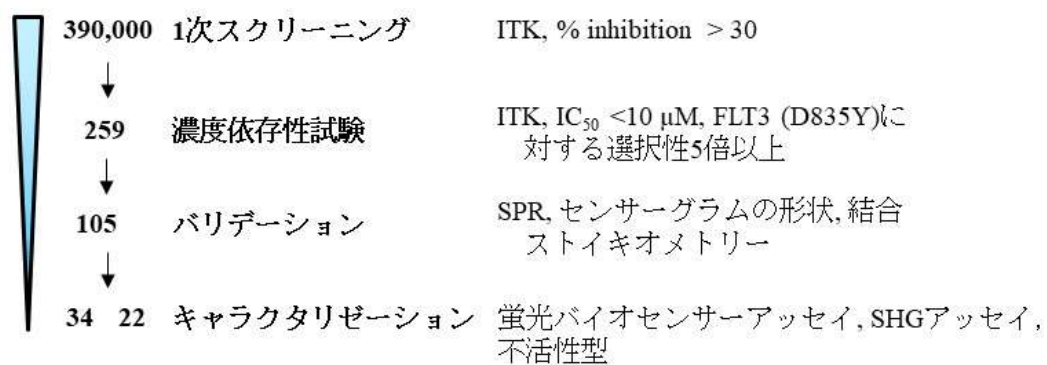 390,000 1次スクリーニング ITK, % inhibition > 30
259 濃度依存性試験 ITK, IC₅₀ <10 μM, FLT3 (D835Y)に
対する選択性5倍以上
105 バリデーション SPR, センサーグラムの形状, 結合
ストイキオメトリー
34 22 キャラクタリゼーション 蛍光バイオセンサーアッセイ, SHGアッセイ,
不活性型